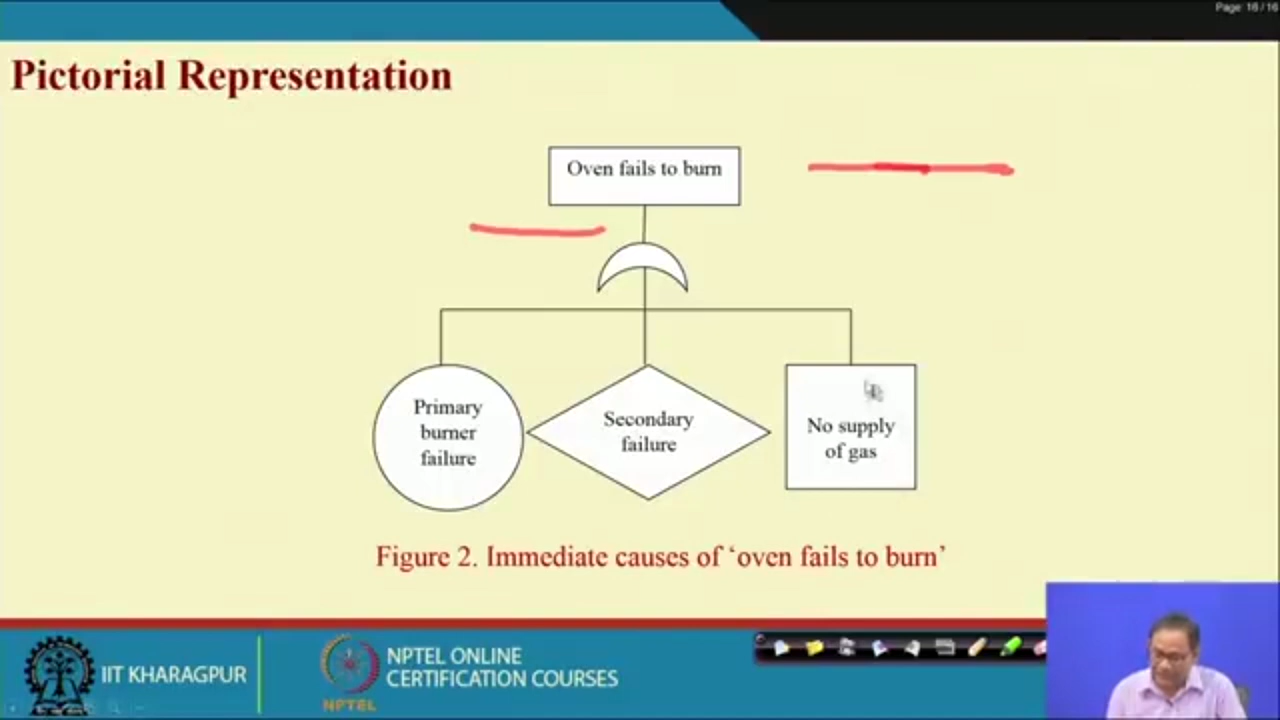 Page: 16 / 16
Pictorial Representation
Oven fails to burn
Primary
burner
failure
Secondary
failure
No supply
of gas
Figure 2. Immediate causes of ‘oven fails to burn’
IIT KHARAGPUR
NPTEL
NPTEL ONLINE
CERTIFICATION COURSES